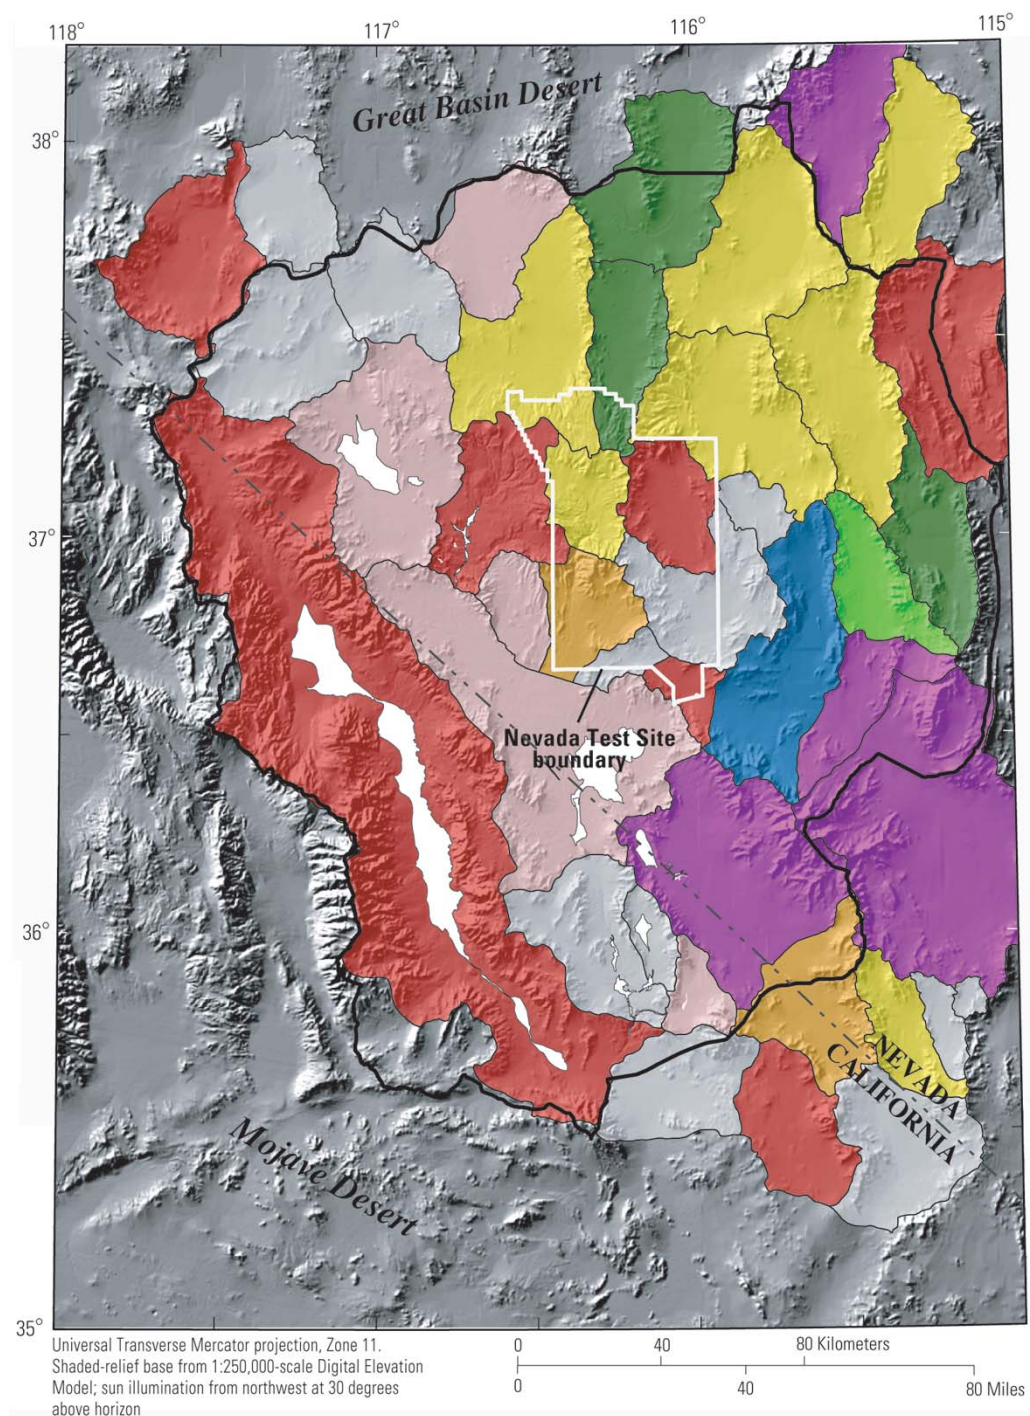 118°
117°
116°
115°
Great Basin Desert
38°
37°
Nevada Test Site
boundary
36°
NEVADA
CALIFORNIA
Mojave Desert
35°
Universal Transverse Mercator projection, Zone 11.
Shaded-relief base from 1:250,000-scale Digital Elevation
Model; sun illumination from northwest at 30 degrees
above horizon
0 40 80 Kilometers
0 40 80 Miles